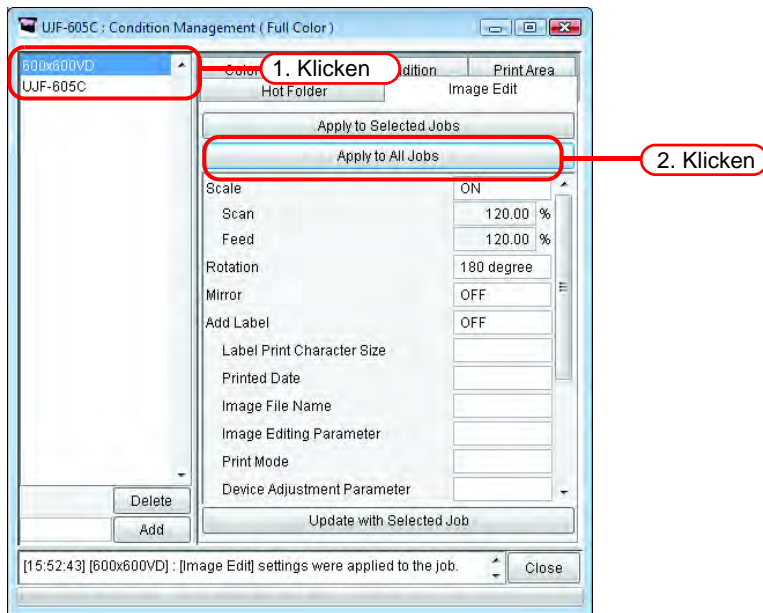 UJF-605C : Condition Management ( Full Color )
600x600VD
UJF-605C
1. Klicken
Print Area
Hot Folder
Image Edit
Apply to Selected Jobs
Apply to All Jobs
2. Klicken
Scale ON
Scan 120.00 %
Feed 120.00 %
Rotation 180 degree
Mirror OFF
Add Label OFF
Label Print Character Size
Printed Date
Image File Name
Image Editing Parameter
Print Mode
Device Adjustment Parameter
Delete
Add
Update with Selected Job
[15:52:43] [600x600VD] : [Image Edit] settings were applied to the job.
Close